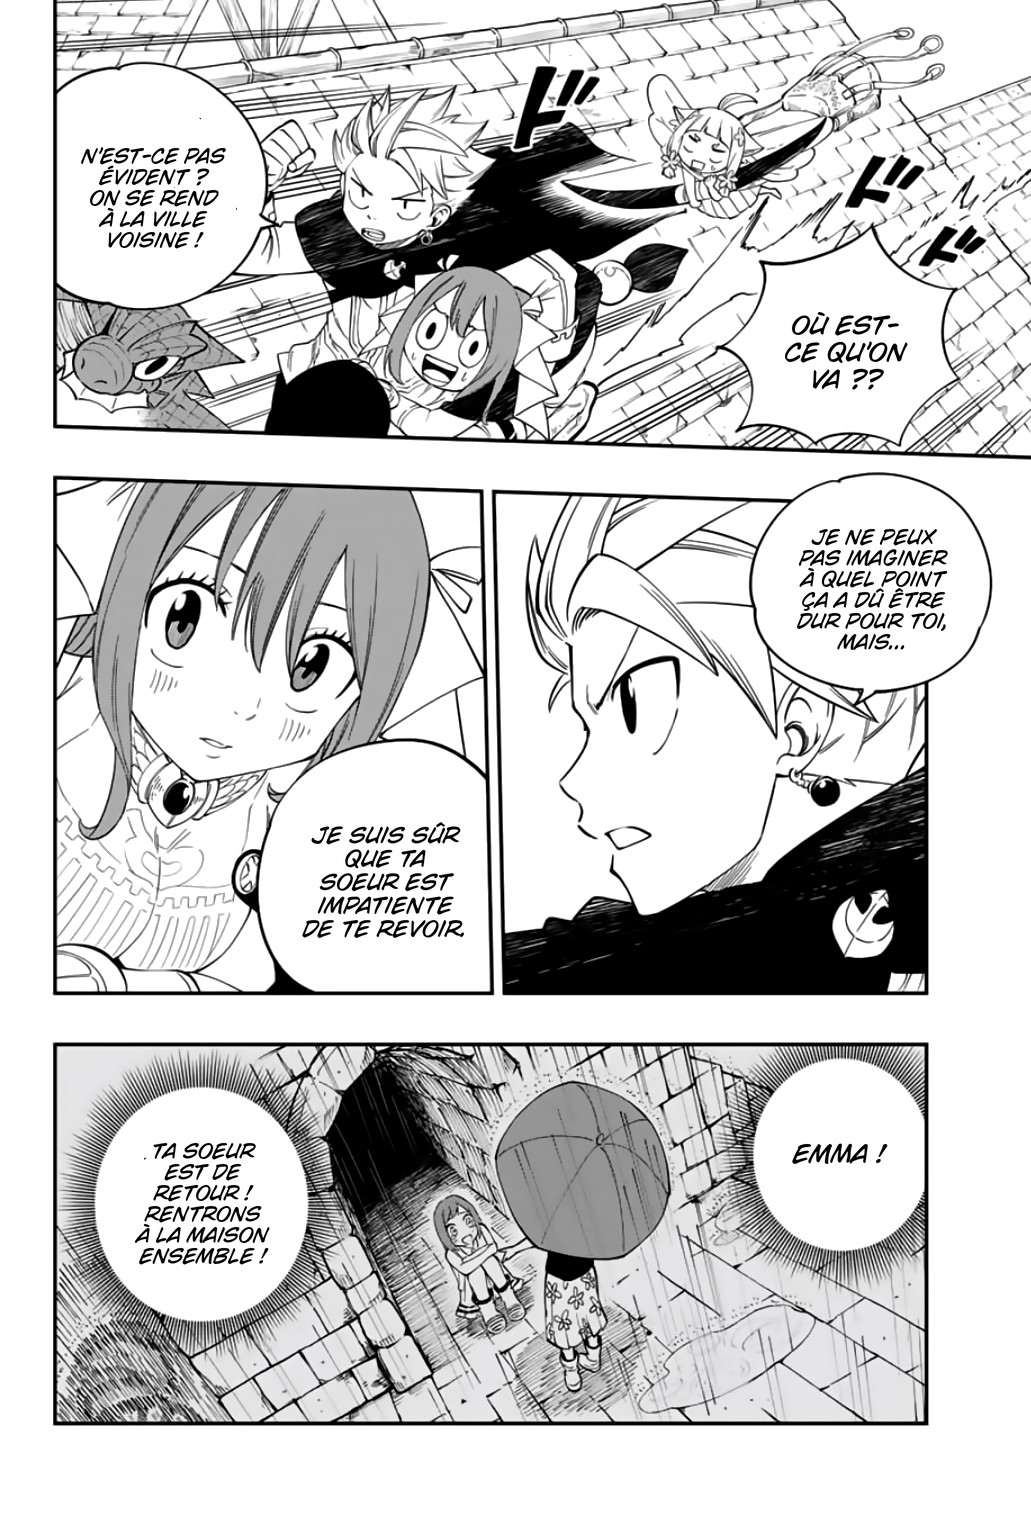 ドドド
OÙ EST-
CE QU'ON
VA ??
N'EST-CE PAS
ÉVIDENT ?
ON SE REND
À LA VILLE
VOISINE !
JE NE PEUX
PAS IMAGINER
À QUEL POINT
ÇA A DÛ ÊTRE
DUR POUR TOI,
MAIS...
JE SUIS SÛR
QUE TA
SOEUR EST
IMPATIENTE
DE TE REVOIR.
EMMA !
TA SOEUR
EST DE
RETOUR !
RENTRONS
À LA MAISON
ENSEMBLE !